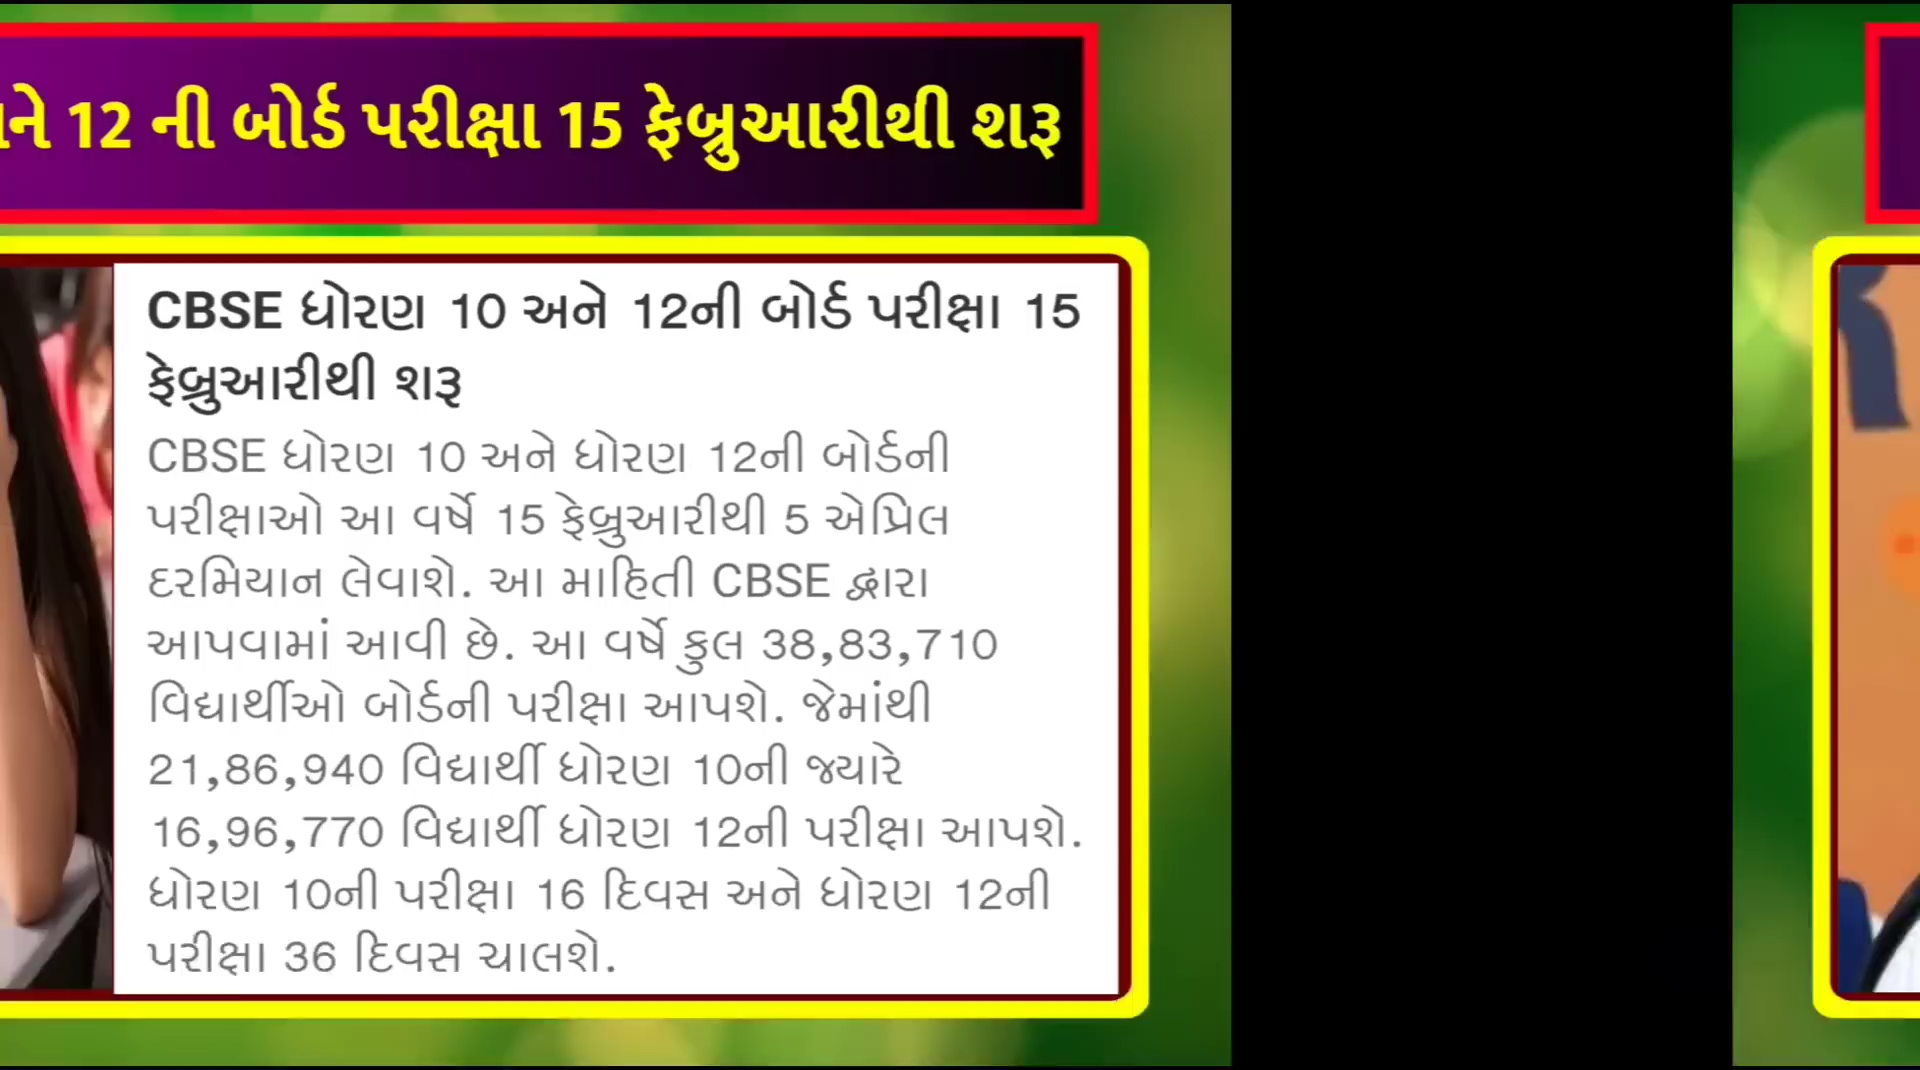 ને 12 ની બોર્ડ પરીક્ષા 15 ફેબ્રુઆરીથી શરૂ
CBSE ધોરણ 10 અને 12ની બોર્ડ પરીક્ષા 15
ફેબ્રુઆરીથી શરૂ
CBSE ધોરણ 10 અને ધોરણ 12ની બોર્ડની
પરીક્ષાઓ આ વર્ષે 15 ફેબ્રુઆરીથી 5 એપ્રિલ
દરમિયાન લેવાશે. આ માહિતી CBSE દ્વારા
આપવામાં આવી છે. આ વર્ષે કુલ 38,83,710
વિદ્યાર્થીઓ બોર્ડની પરીક્ષા આપશે. જેમાંથી
21,86,940 વિદ્યાર્થી ધોરણ 10ની જ્યારે
16,96,770 વિદ્યાર્થી ધોરણ 12ની પરીક્ષા આપશે.
ધોરણ 10ની પરીક્ષા 16 દિવસ અને ધોરણ 12ની
પરીક્ષા 36 દિવસ ચાલશે.